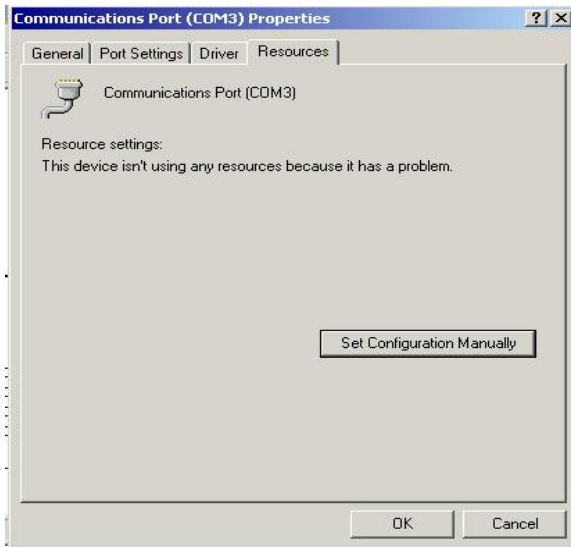 Communications Port (COM3) Properties
General Port Settings Driver Resources
Communications Port (COM3)
Resource settings:
This device isn't using any resources because it has a problem.
Set Configuration Manually
OK Cancel